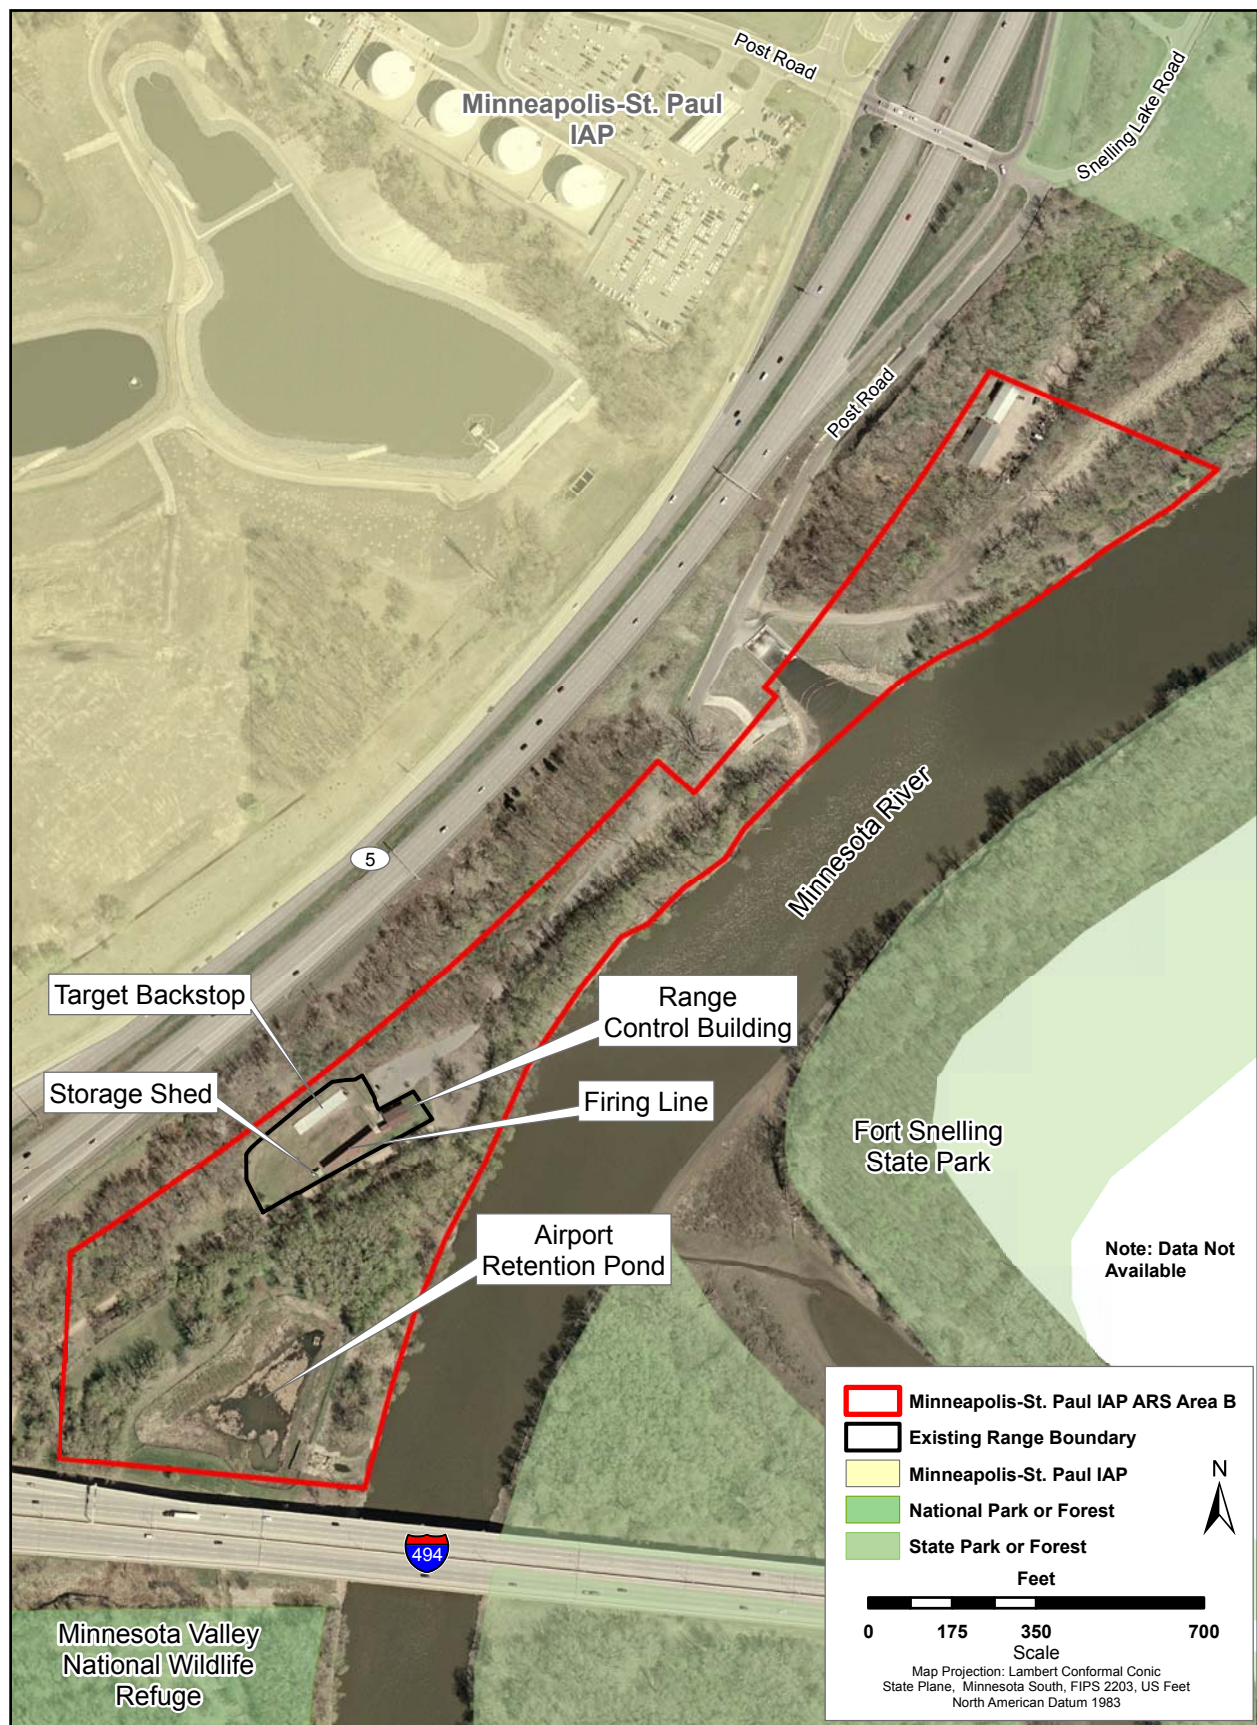 Post Road
Minneapolis-St. Paul
IAP
Snelling Lake Road
Post Road
Minnesota River
5
Target Backstop
Range
Control Building
Storage Shed
Firing Line
Fort Snelling
State Park
Airport
Retention Pond
Note: Data Not
Available
494
Minnesota Valley
National Wildlife
Refuge
Minneapolis-St. Paul IAP ARS Area B
Existing Range Boundary
Minneapolis-St. Paul IAP
National Park or Forest
State Park or Forest
N
Feet
0 175 350 700
Scale
Map Projection: Lambert Conformal Conic
State Plane, Minnesota South, FIPS 2203, US Feet
North American Datum 1983